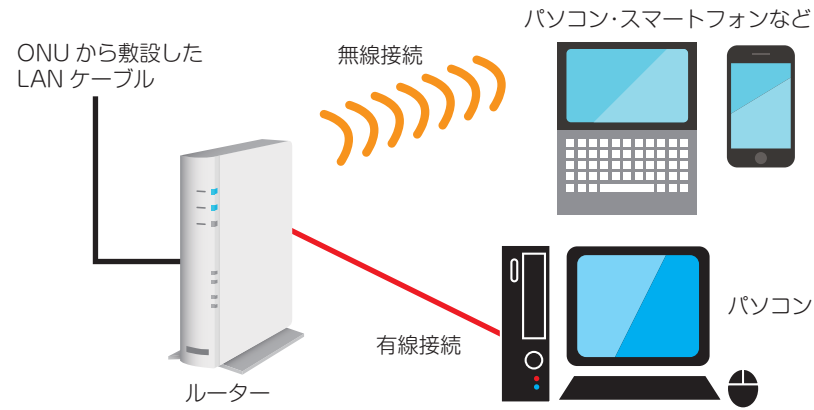 パソコン・スマートフォンなど
ONU から敷設した
LAN ケーブル
無線接続
パソコン
有線接続
ルーター